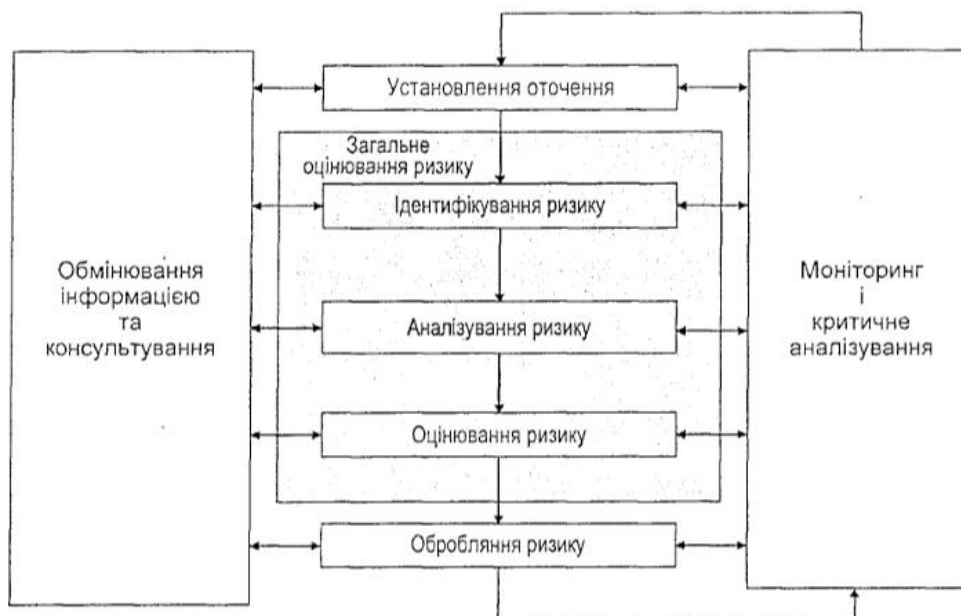 Установлення оточення
Загальне
оцінювання ризику
Ідентифікування ризику
Обмінювання
інформацією
та
консультування
Аналізування ризику
Моніторинг
і
критичне
аналізування
Оцінювання ризику
Обробляння ризику